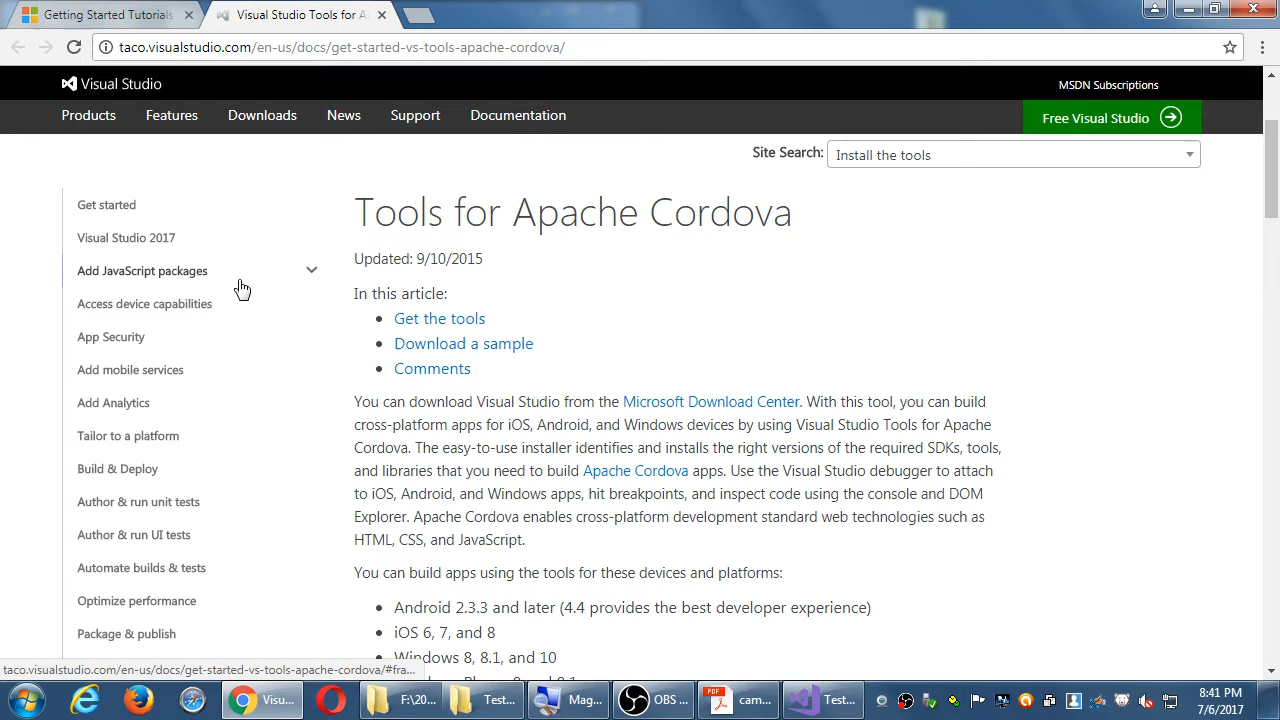 Getting Started Tutorials
Visual Studio Tools for A
taco.visualstudio.com/en-us/docs/get-started-vs-tools-apache-cordova/
Visual Studio
MSDN Subscriptions
Products
Features
Downloads
News
Support
Documentation
Free Visual Studio
Site Search:
Install the tools
Get started
Visual Studio 2017
Add JavaScript packages
Access device capabilities
App Security
Add mobile services
Add Analytics
Tailor to a platform
Build & Deploy
Author & run unit tests
Author & run UI tests
Automate builds & tests
Optimize performance
Package & publish
Tools for Apache Cordova
Updated: 9/10/2015
In this article:
Get the tools
Download a sample
Comments
You can download Visual Studio from the Microsoft Download Center. With this tool, you can build
cross-platform apps for iOS, Android, and Windows devices by using Visual Studio Tools for Apache
Cordova. The easy-to-use installer identifies and installs the right versions of the required SDKs, tools,
and libraries that you need to build Apache Cordova apps. Use the Visual Studio debugger to attach
to iOS, Android, and Windows apps, hit breakpoints, and inspect code using the console and DOM
Explorer. Apache Cordova enables cross-platform development standard web technologies such as
HTML, CSS, and JavaScript.
You can build apps using the tools for these devices and platforms:
Android 2.3.3 and later (4.4 provides the best developer experience)
iOS 6, 7, and 8
Windows 8, 8.1, and 10
taco.visualstudio.com/en-us/docs/get-started-vs-tools-apache-cordova/#fra...
Visu...
F:\20...
Test...
Mag...
OBS ...
PDF
cam...
Test...
8:41 PM
7/6/2017